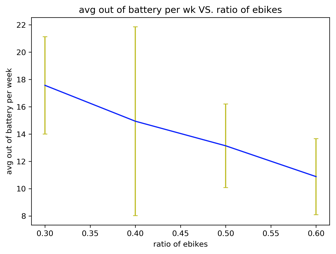 avg out of battery per wk VS. ratio of ebikes
avg out of battery per week
22
20
18
16
14
12
10
8
0.30 0.35 0.40 0.45 0.50 0.55 0.60
ratio of ebikes